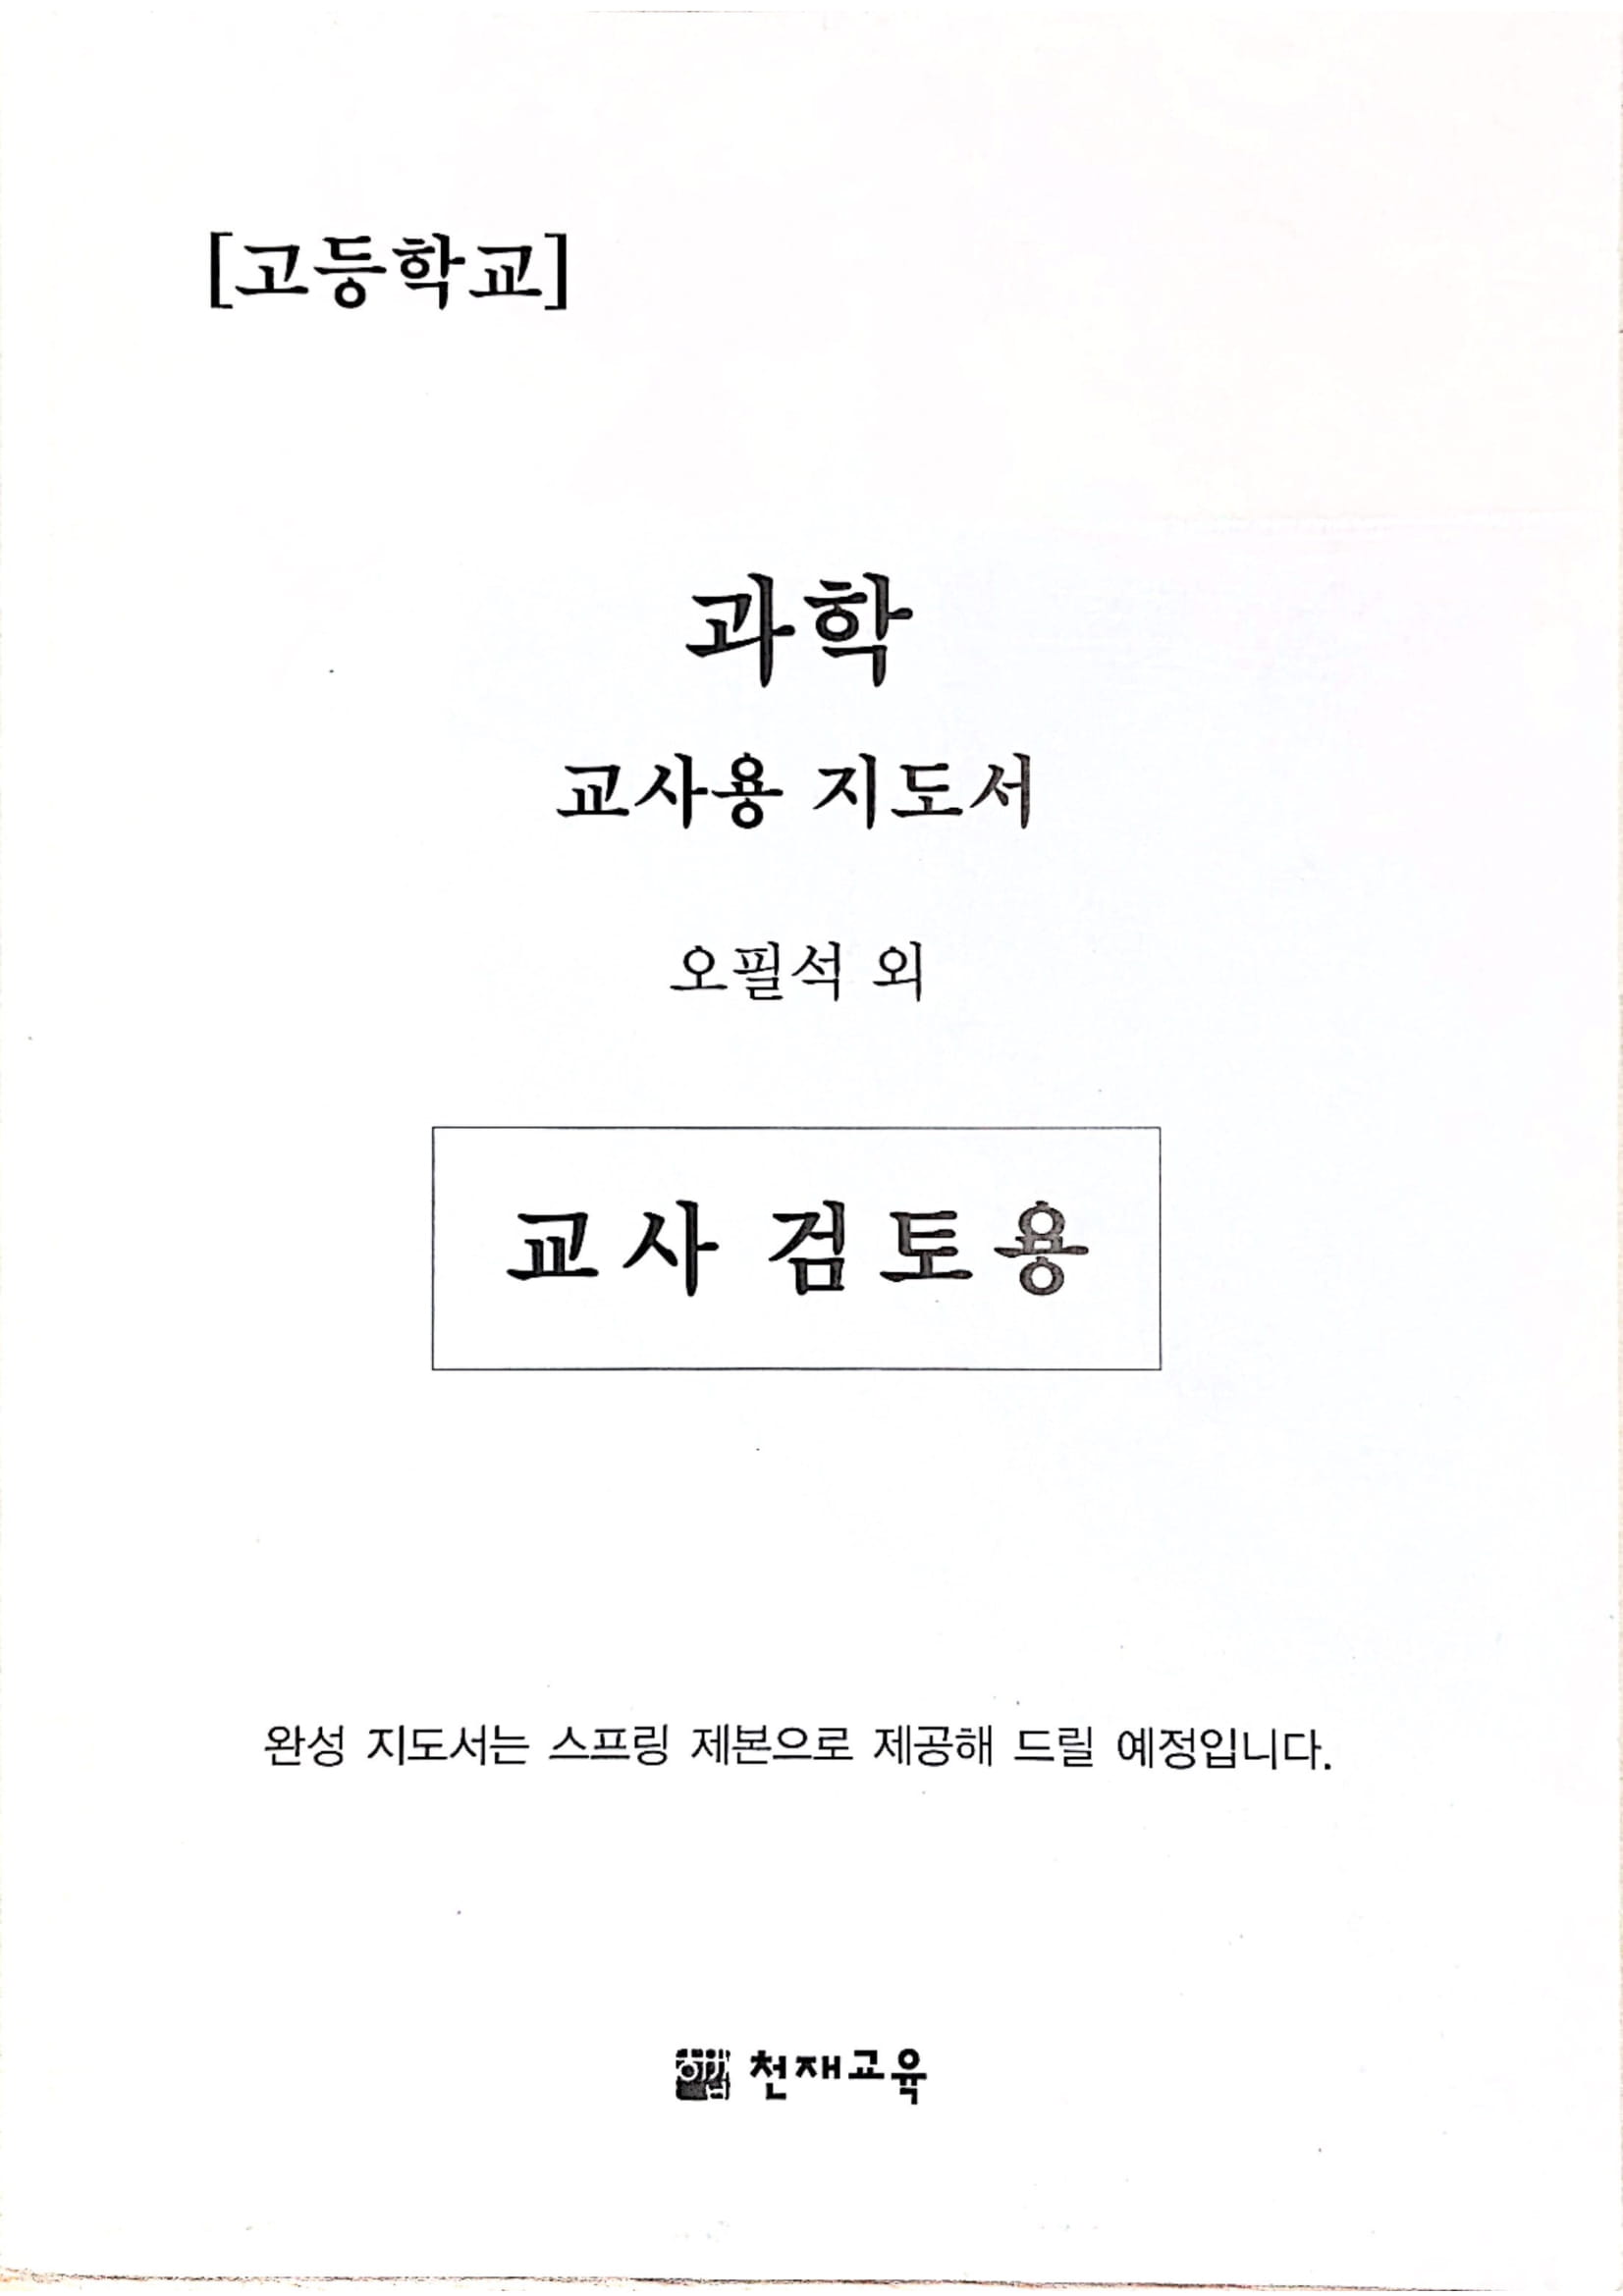 [고등학교]
과학
교사용 지도서
오필석 외
교사 검토용
완성 지도서는 스프링 제본으로 제공해 드릴 예정입니다.
천재교육